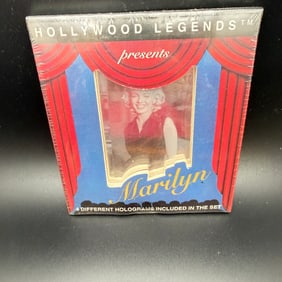 HOLLYWOOD LEGENDS™
presents
Marilyn
4 DIFFERENT HOLOGRAMS INCLUDED IN THE SET